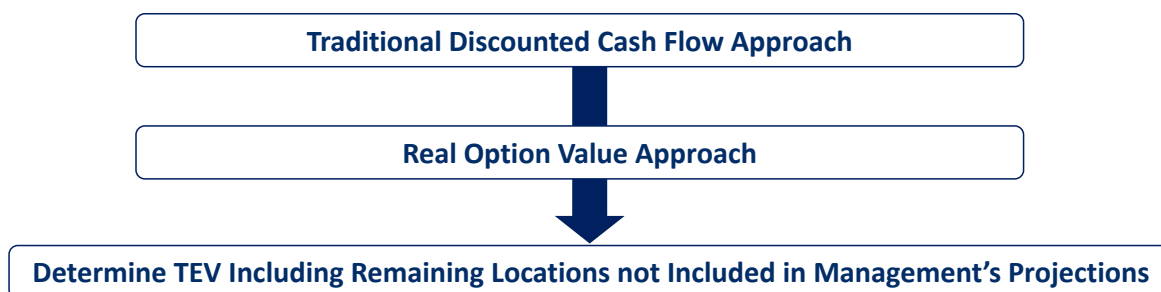 Traditional Discounted Cash Flow Approach
Real Option Value Approach
Determine TEV Including Remaining Locations not Included in Management’s Projections